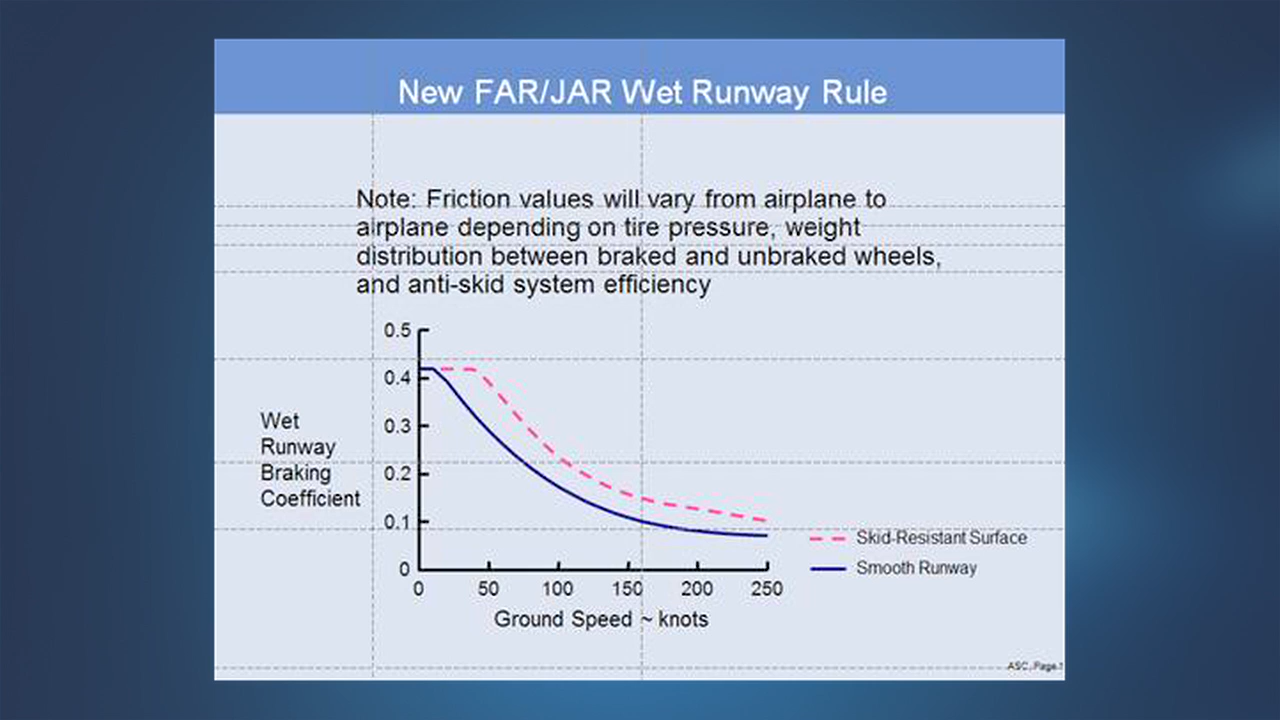 New FAR/JAR Wet Runway Rule
Note: Friction values will vary from airplane to
airplane depending on tire pressure, weight
distribution between braked and unbraked wheels,
and anti-skid system efficiency
0.5
0.4
0.3
0.2
0.1
0
Wet
Runway
Braking
Coefficient
0 50 100 150 200 250
Ground Speed ~ knots
Skid-Resistant Surface
Smooth Runway
ASC, Page 1